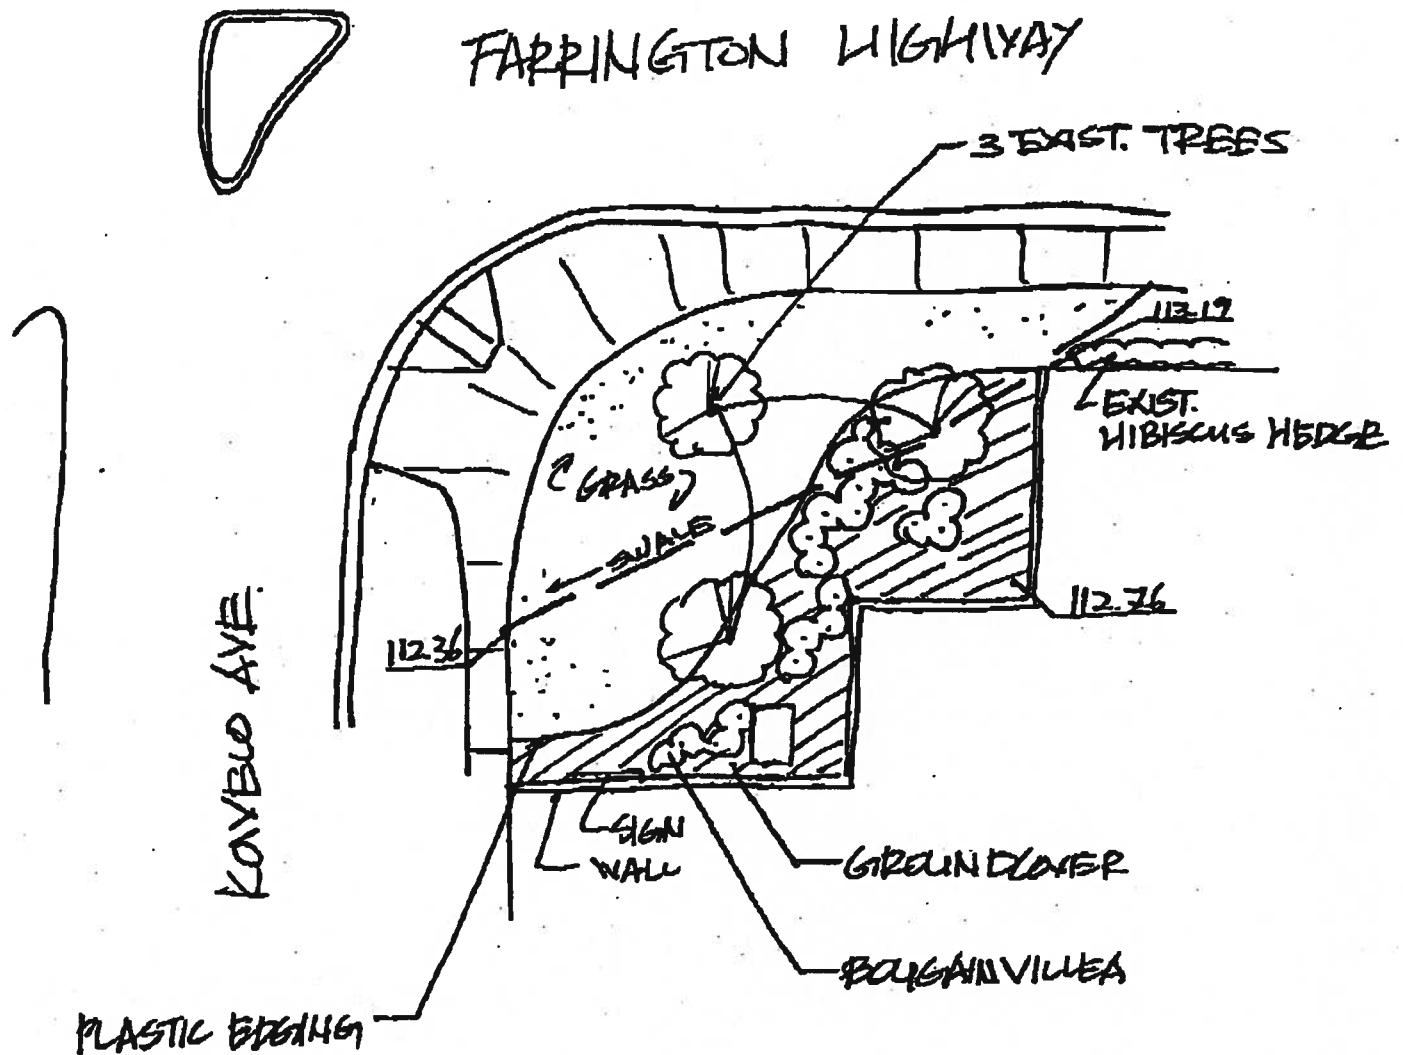 FARRINGTON HIGHWAY
3 EXIST. TREES
113.19
EXIST.
HIBISCUS HEDGE
GRASS
SWALE
112.76
112.36
SIGN
WALL
GROUNDCOVER
BOUGAINVILLEA
PLASTIC EDGING
AVE.